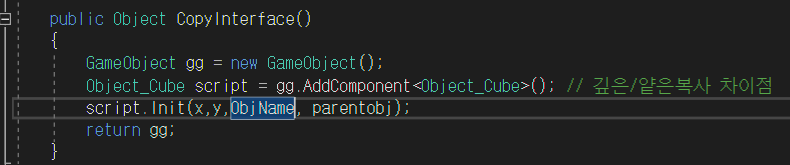 public Object CopyInterface()
{
GameObject gg = new GameObject();
Object_Cube script = gg.AddComponent<Object_Cube>(); // 깊은/얕은복사 차이점
script.Init(x,y,ObjName, parentobj);
return gg;
}